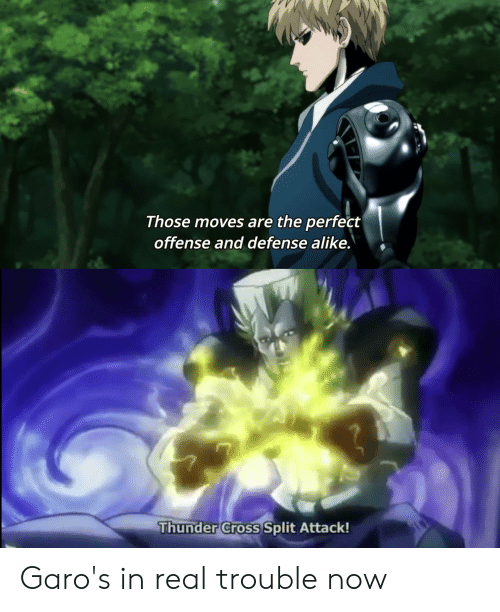 Those moves are the perfect
offense and defense alike.
Thunder Cross Split Attack!
Garo's in real trouble now